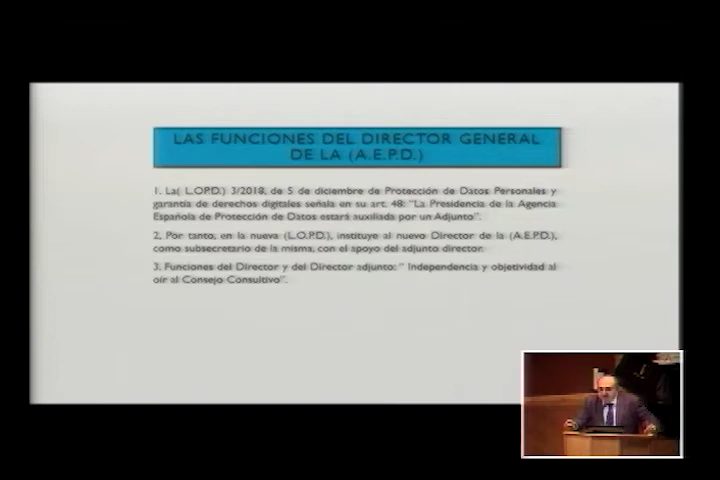 LAS FUNCIONES DEL DIRECTOR GENERAL
DE LA (A.E.P.D.)
1. La( L.O.P.D.) 3/2018, de 5 de diciembre de Protección de Datos Personales y
garantía de derechos digitales señala en su art. 48: “La Presidencia de la Agencia
Española de Protección de Datos estará auxiliada por un Adjunto”.
2, Por tanto, en la nueva (L.O.P.D.), instituye al nuevo Director de la (A.E.P.D.),
como subsecretario de la misma, con el apoyo del adjunto director.
3. Funciones del Director y del Director adjunto: “ Independencia y objetividad al
oír al Consejo Consultivo”.